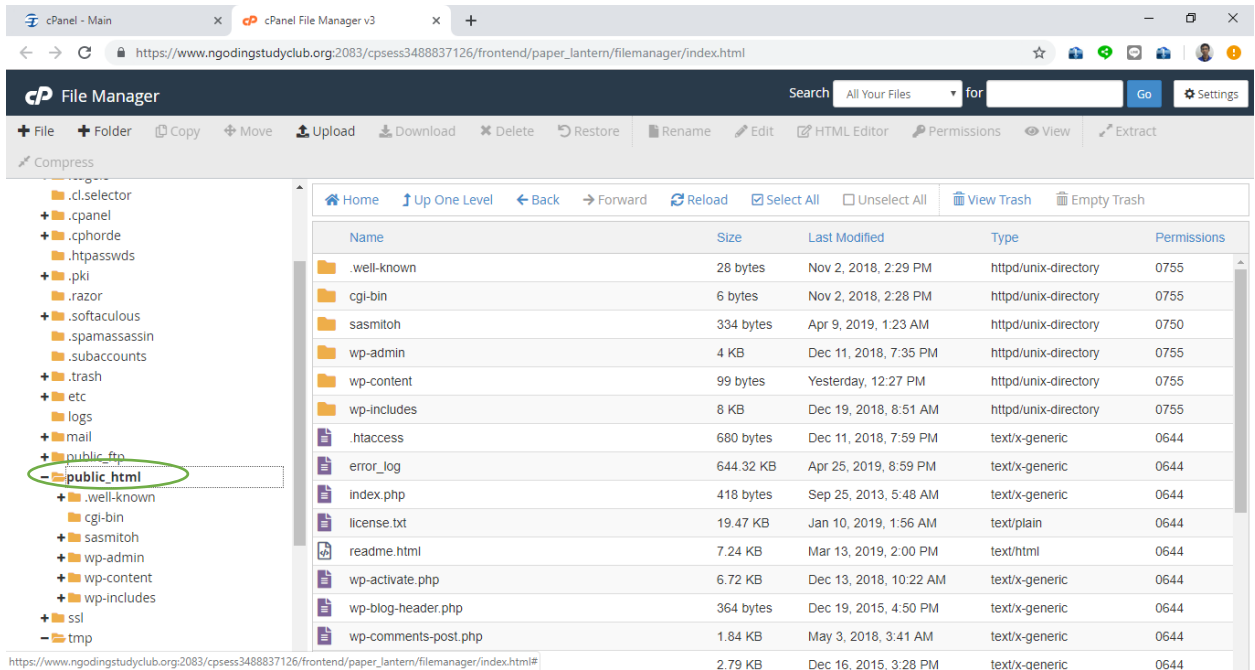 cPanel - Main
cP cPanel File Manager v3
https://www.ngodingstudyclub.org:2083/cpsess3488837126/frontend/paper_lantern/filemanager/index.html
cP File Manager
Search All Your Files for Go Settings
File Folder Copy Move Upload Download Delete Restore Rename Edit HTML Editor Permissions View Extract
Compress
.cl.selector
.cpanel
.cphorde
.htpasswds
.pki
.razor
.softaculous
.spamassassin
.subaccounts
.trash
etc
logs
mail
public_ftp
public_html
.well-known
cgi-bin
sasmitoh
wp-admin
wp-content
wp-includes
ssl
tmp
Home Up One Level Back Forward Reload Select All Unselect All View Trash Empty Trash
Name Size Last Modified Type Permissions
.well-known 28 bytes Nov 2, 2018, 2:29 PM httpd/unix-directory 0755
cgi-bin 6 bytes Nov 2, 2018, 2:28 PM httpd/unix-directory 0755
sasmitoh 334 bytes Apr 9, 2019, 1:23 AM httpd/unix-directory 0750
wp-admin 4 KB Dec 11, 2018, 7:35 PM httpd/unix-directory 0755
wp-content 99 bytes Yesterday, 12:27 PM httpd/unix-directory 0755
wp-includes 8 KB Dec 19, 2018, 8:51 AM httpd/unix-directory 0755
.htaccess 680 bytes Dec 11, 2018, 7:59 PM text/x-generic 0644
error_log 644.32 KB Apr 25, 2019, 8:59 PM text/x-generic 0644
index.php 418 bytes Sep 25, 2013, 5:48 AM text/x-generic 0644
license.txt 19.47 KB Jan 10, 2019, 1:56 AM text/plain 0644
readme.html 7.24 KB Mar 13, 2019, 2:00 PM text/html 0644
wp-activate.php 6.72 KB Dec 13, 2018, 10:22 AM text/x-generic 0644
wp-blog-header.php 364 bytes Dec 19, 2015, 4:50 PM text/x-generic 0644
wp-comments-post.php 1.84 KB May 3, 2018, 3:41 AM text/x-generic 0644
2.79 KB Dec 16, 2015, 3:28 PM text/x-generic 0644
https://www.ngodingstudyclub.org:2083/cpsess3488837126/frontend/paper_lantern/filemanager/index.html#